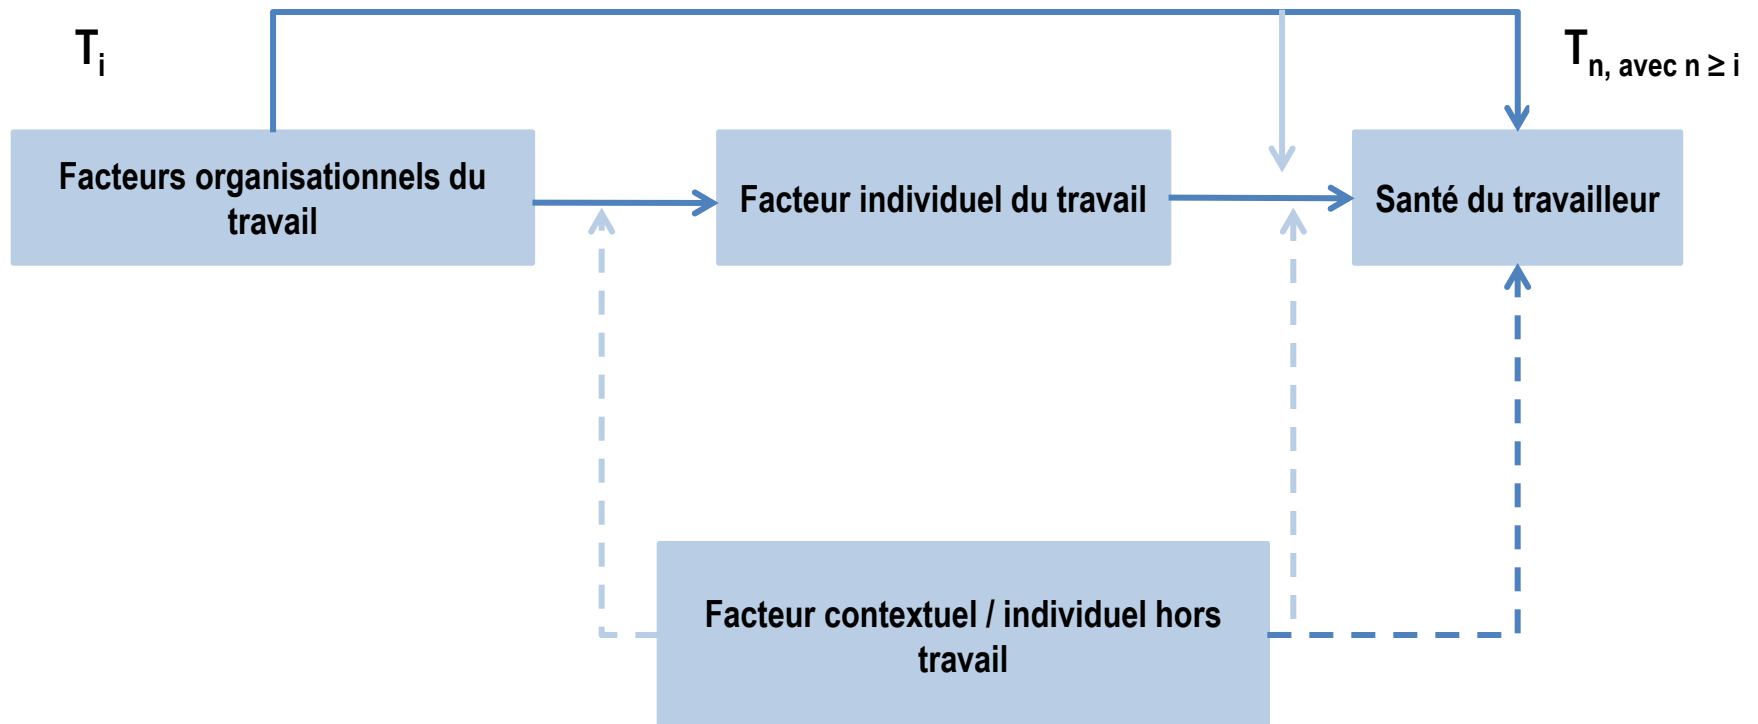 Ti
Tn, avec n ≥ i
Facteurs organisationnels du
travail
Facteur individuel du travail
Santé du travailleur
Facteur contextuel / individuel hors
travail